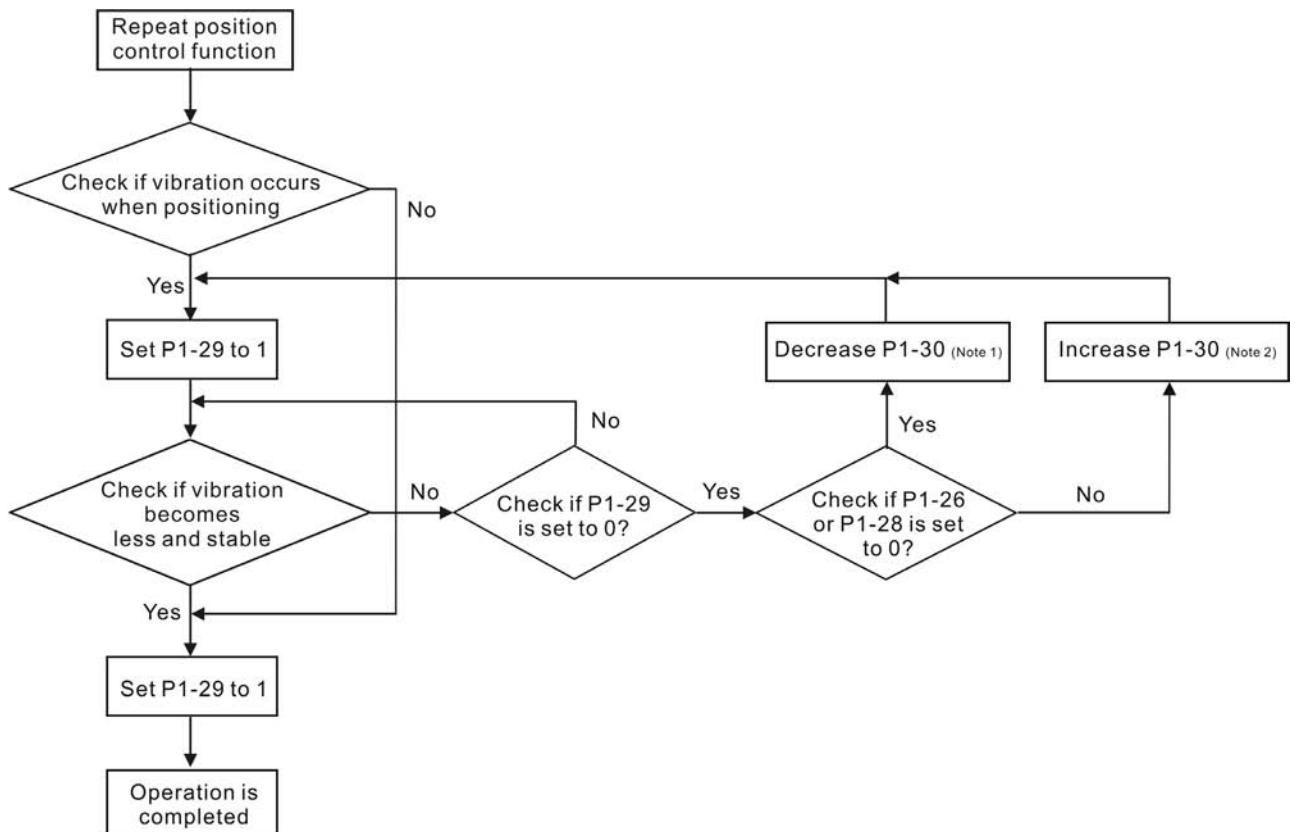 Repeat position
control function
Check if vibration occurs
when positioning
No
Yes
Set P1-29 to 1
Decrease P1-30 (Note 1)
Increase P1-30 (Note 2)
No
Yes
Check if vibration
becomes
less and stable
No
Check if P1-29
is set to 0?
Yes
Check if P1-26
or P1-28 is set
to 0?
No
Yes
Set P1-29 to 1
Operation is
completed